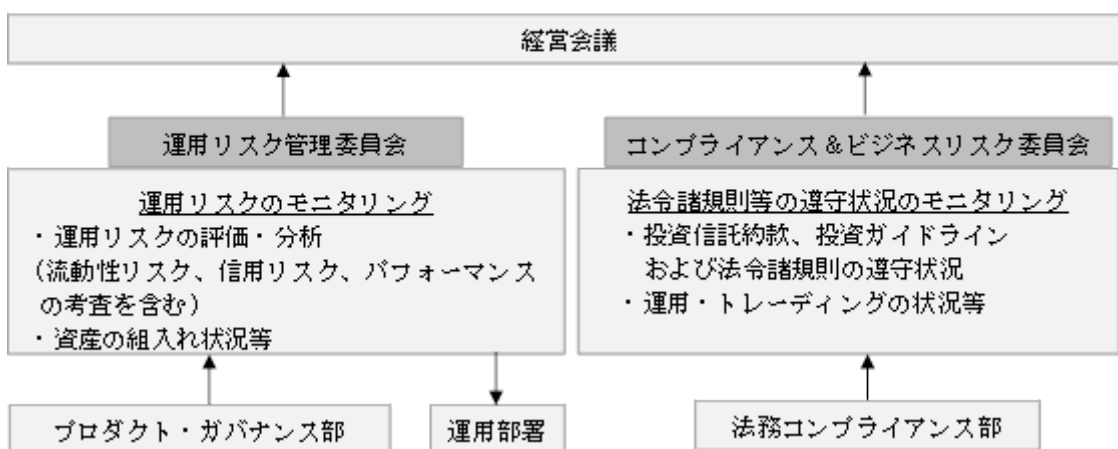 経営会議
運用リスク管理委員会
運用リスクのモニタリング
・運用リスクの評価・分析
(流動性リスク、信用リスク、パフォーマンス
の考査を含む)
・資産の組入れ状況等
コンプライアンス＆ビジネスリスク委員会
法令諸規則等の遵守状況のモニタリング
・投資信託約款、投資ガイドライン
および法令諸規則の遵守状況
・運用・トレーディングの状況等
プロダクト・ガバナンス部
運用部署
法務コンプライアンス部